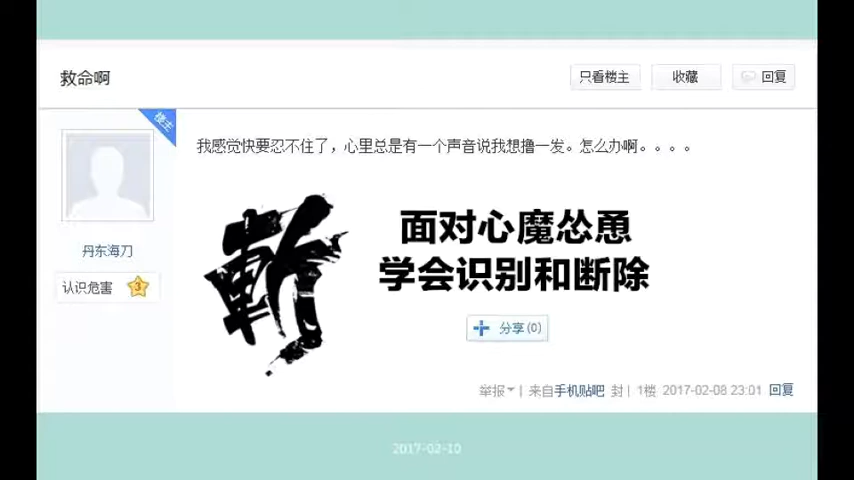 救命啊
只看楼主 收藏 回复
楼主
我感觉快要忍不住了，心里总是有一个声音说我想撸一发。怎么办啊。。。。
斬
面对心魔怂恿
学会识别和断除
丹东海刀
认识危害 3
分享(0)
举报 | 来自手机贴吧 封 | 1楼 2017-02-08 23:01 回复
2017-02-10